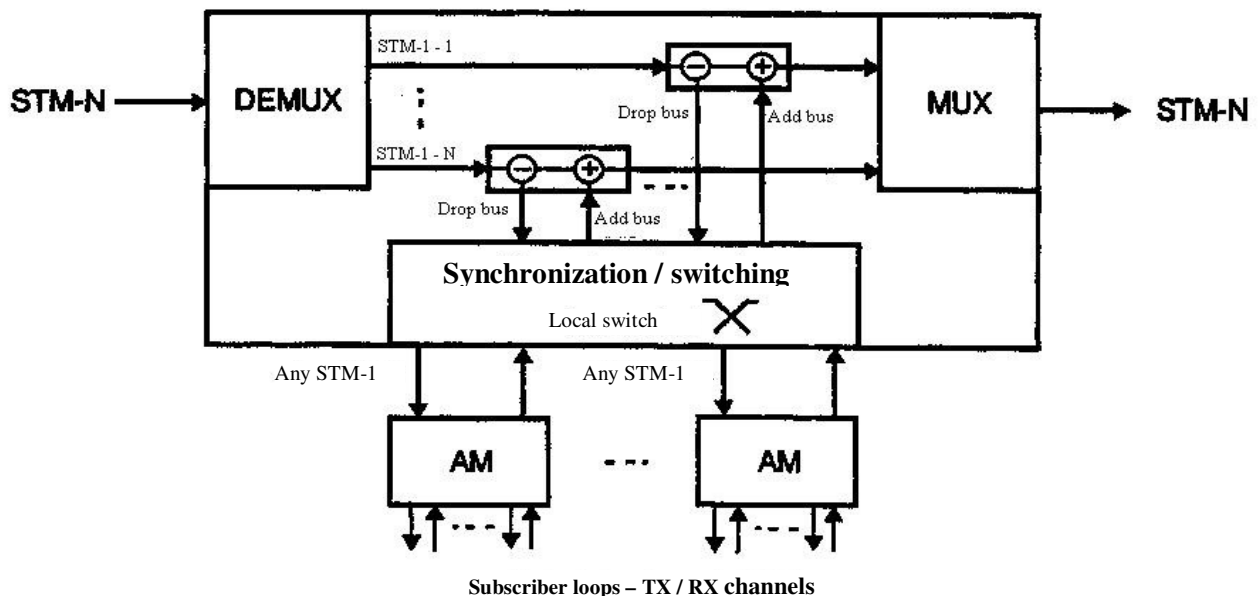 STM-1 - 1
STM-N
DEMUX
MUX
STM-N
Drop bus
Add bus
STM-1 - N
Drop bus
Add bus
Synchronization / switching
Local switch
Any STM-1
Any STM-1
AM
AM
Subscriber loops – TX / RX channels